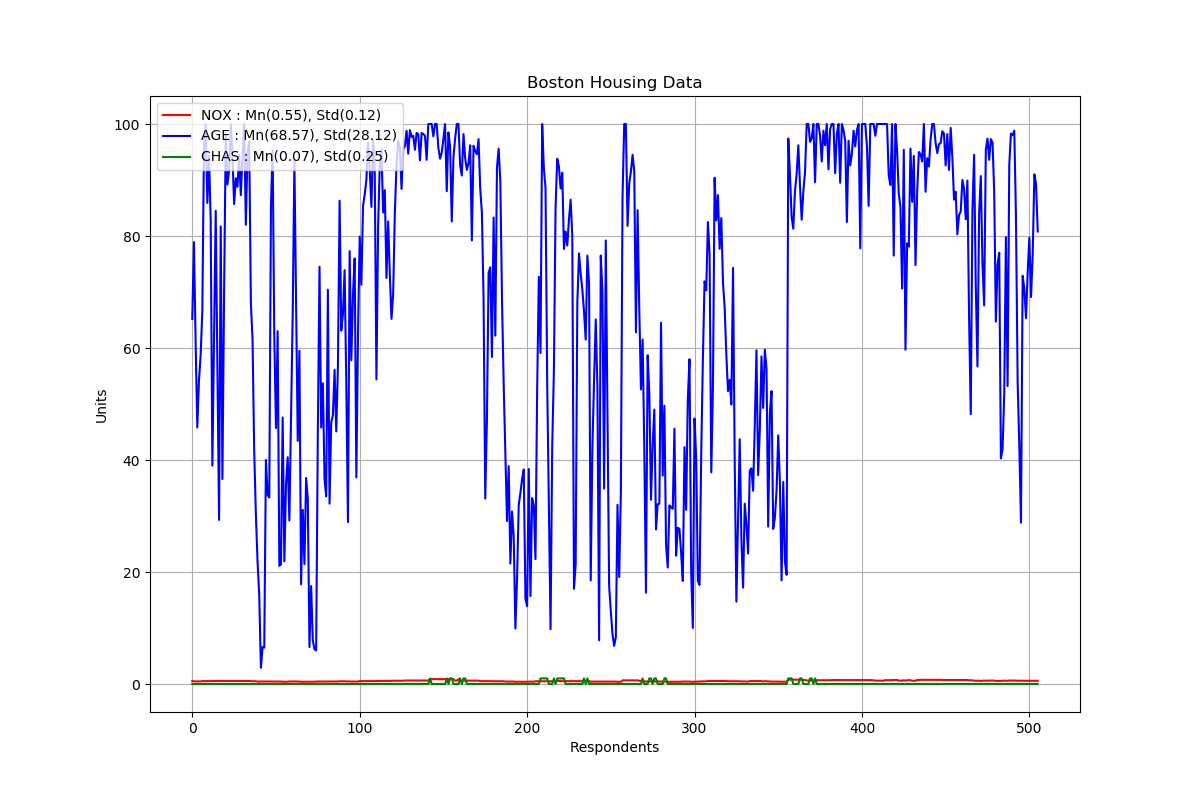 Boston Housing Data
NOX : Mn(0.55), Std(0.12)
AGE : Mn(68.57), Std(28.12)
CHAS : Mn(0.07), Std(0.25)
100
80
60
40
20
0
Units
0 100 200 300 400 500
Respondents